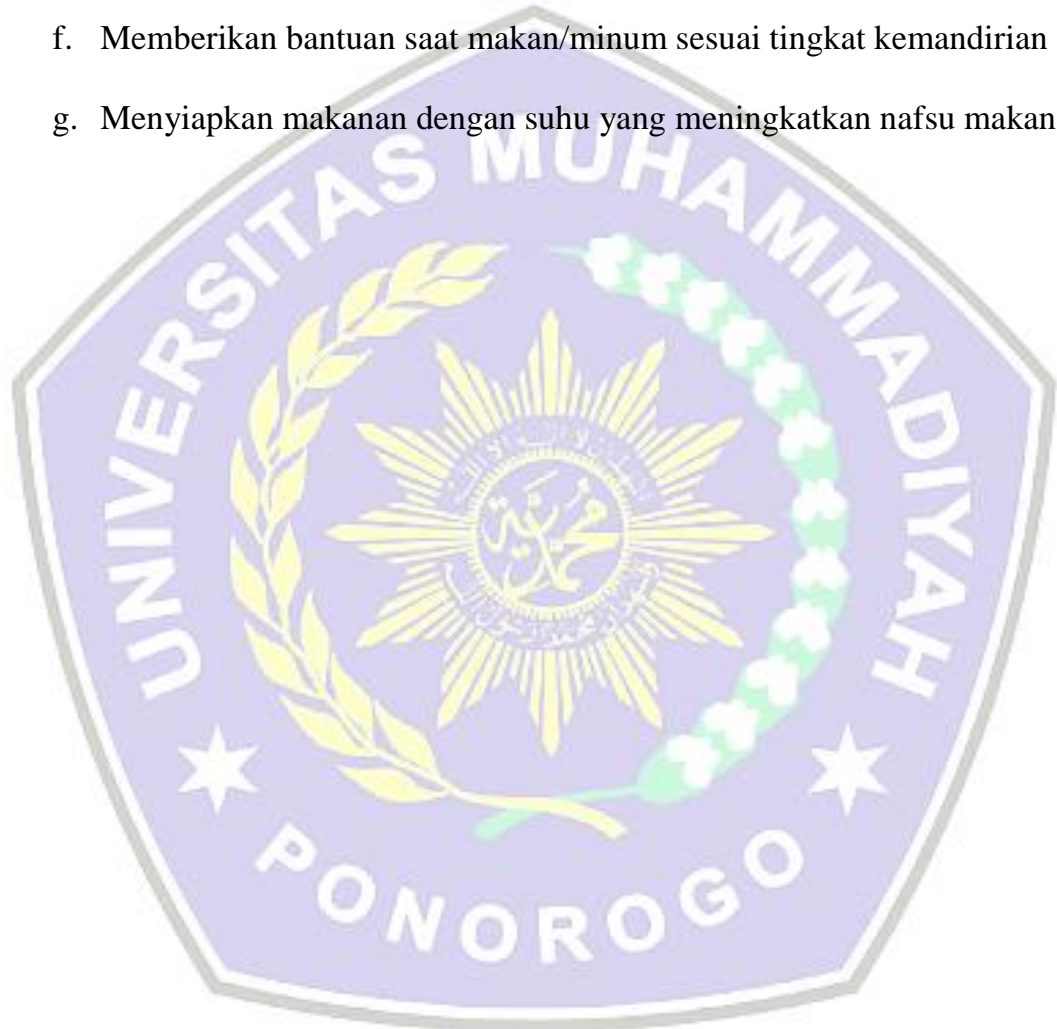 f. Memberikan bantuan saat makan/minum sesuai tingkat kemandirian
g. Menyiapkan makanan dengan suhu yang meningkatkan nafsu makan
UNIVERSITAS MUHAMMADIYAH
محمدية
PONOROGO